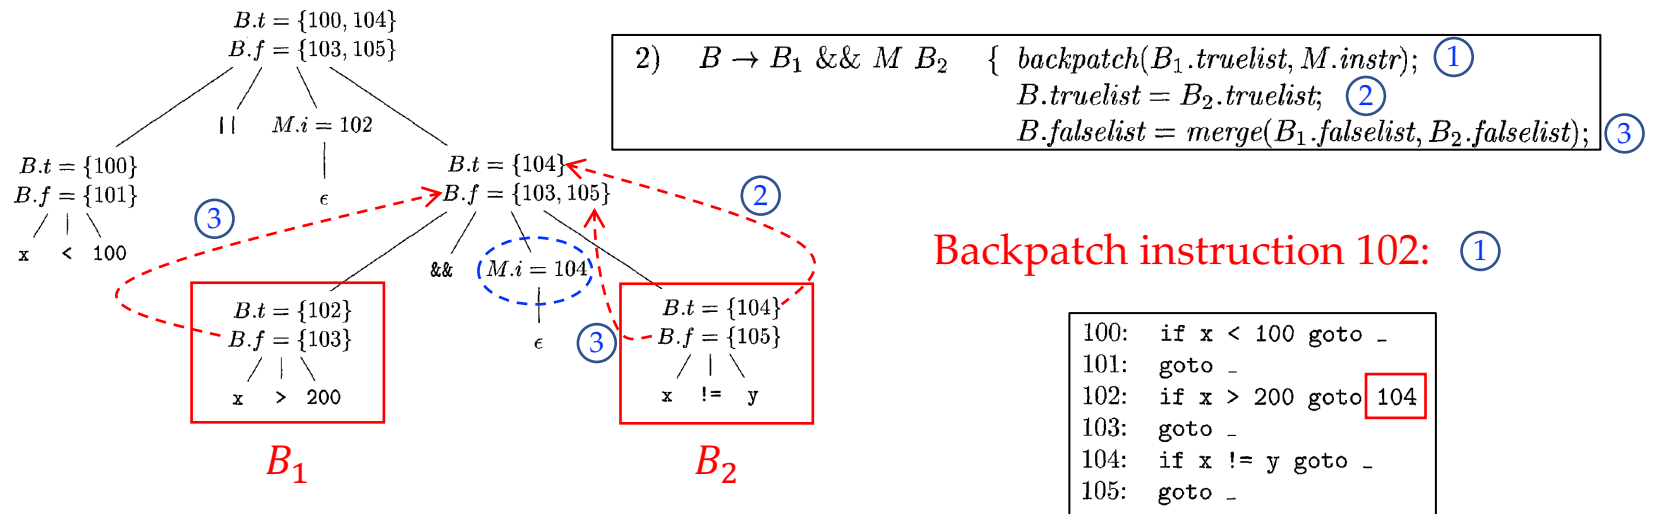 B.t = {100, 104}
B.f = {103, 105}
|| M.i = 102
ϵ
B.t = {100}
B.f = {101}
x < 100
B.t = {104}
B.f = {103, 105}
&& M.i = 104
ϵ
B.t = {102}
B.f = {103}
x > 200
B.t = {104}
B.f = {105}
x != y
B₁
B₂
③
②
③
2) B → B₁ && M B₂ { backpatch(B₁.truelist, M.instr); ①
B.truelist = B₂.truelist; ②
B.falselist = merge(B₁.falselist, B₂.falselist); ③
Backpatch instruction 102: ①
100: if x < 100 goto _
101: goto _
102: if x > 200 goto 104
103: goto _
104: if x != y goto _
105: goto _